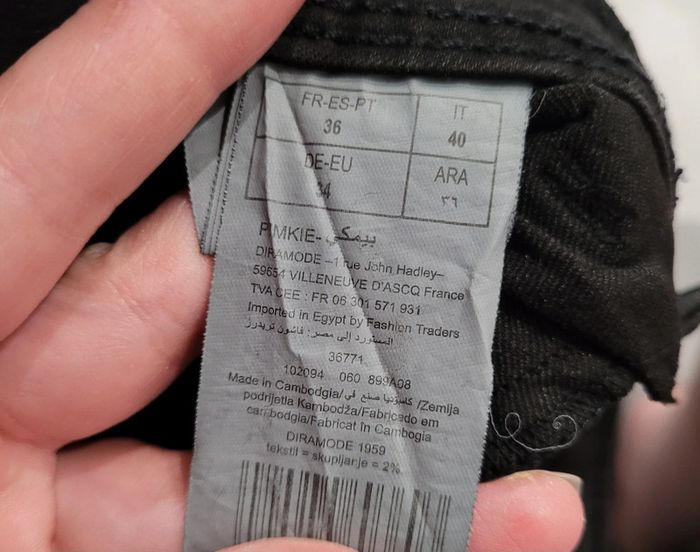 FR-ES-PT IT
36 40
DE-EU ARA
34 ٣٦
PIMKIE- بيمكي
DIRAMODE –1 rue John Hadley–
59654 VILLENEUVE D'ASCQ France
TVA CEE : FR 06 301 571 931
Imported in Egypt by Fashion Traders
المستورد إلى مصر: فاشون تريدورز
36771
102094 060 899A08
Made in Cambodgia/كامبوديا صنع في /Zemlja
podrijetla Kambodža/Fabricado em
cambodgia/Fabricat în Cambogia
DIRAMODE 1959
tekstil = skupljanje = 2%